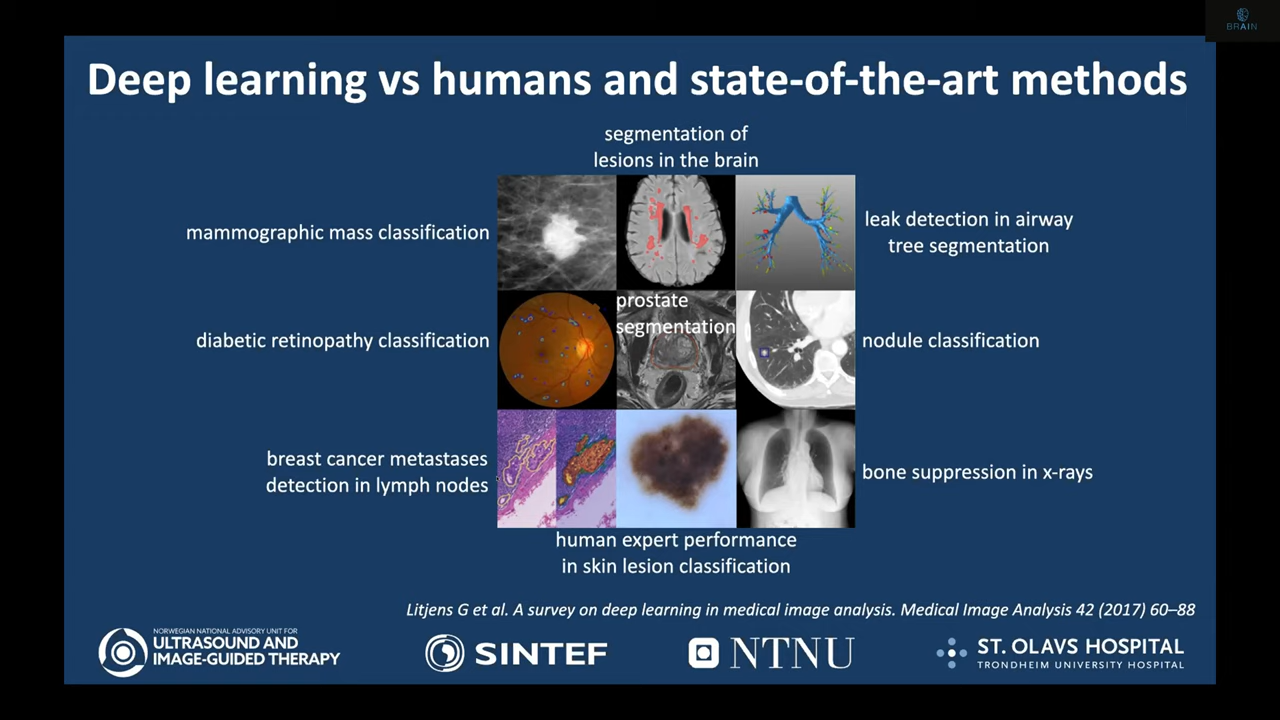 BRAIN
Deep learning vs humans and state-of-the-art methods
segmentation of
lesions in the brain
mammographic mass classification
leak detection in airway
tree segmentation
diabetic retinopathy classification
prostate
segmentation
nodule classification
breast cancer metastases
detection in lymph nodes
bone suppression in x-rays
human expert performance
in skin lesion classification
Litjens G et al. A survey on deep learning in medical image analysis. Medical Image Analysis 42 (2017) 60–88
NORWEGIAN NATIONAL ADVISORY UNIT FOR
ULTRASOUND AND
IMAGE-GUIDED THERAPY
SINTEF
NTNU
ST. OLAVS HOSPITAL
TRONDHEIM UNIVERSITY HOSPITAL